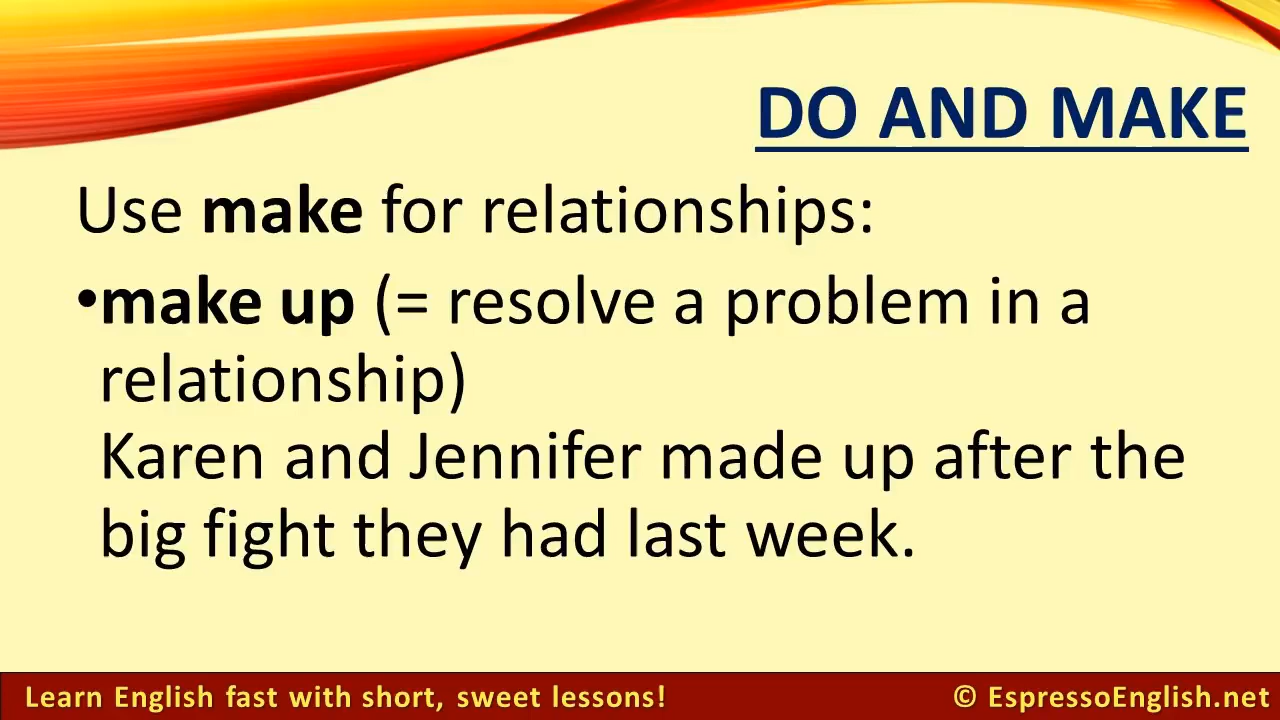 DO AND MAKE
Use make for relationships:
•make up (= resolve a problem in a
relationship)
Karen and Jennifer made up after the
big fight they had last week.
Learn English fast with short, sweet lessons!
© EspressoEnglish.net